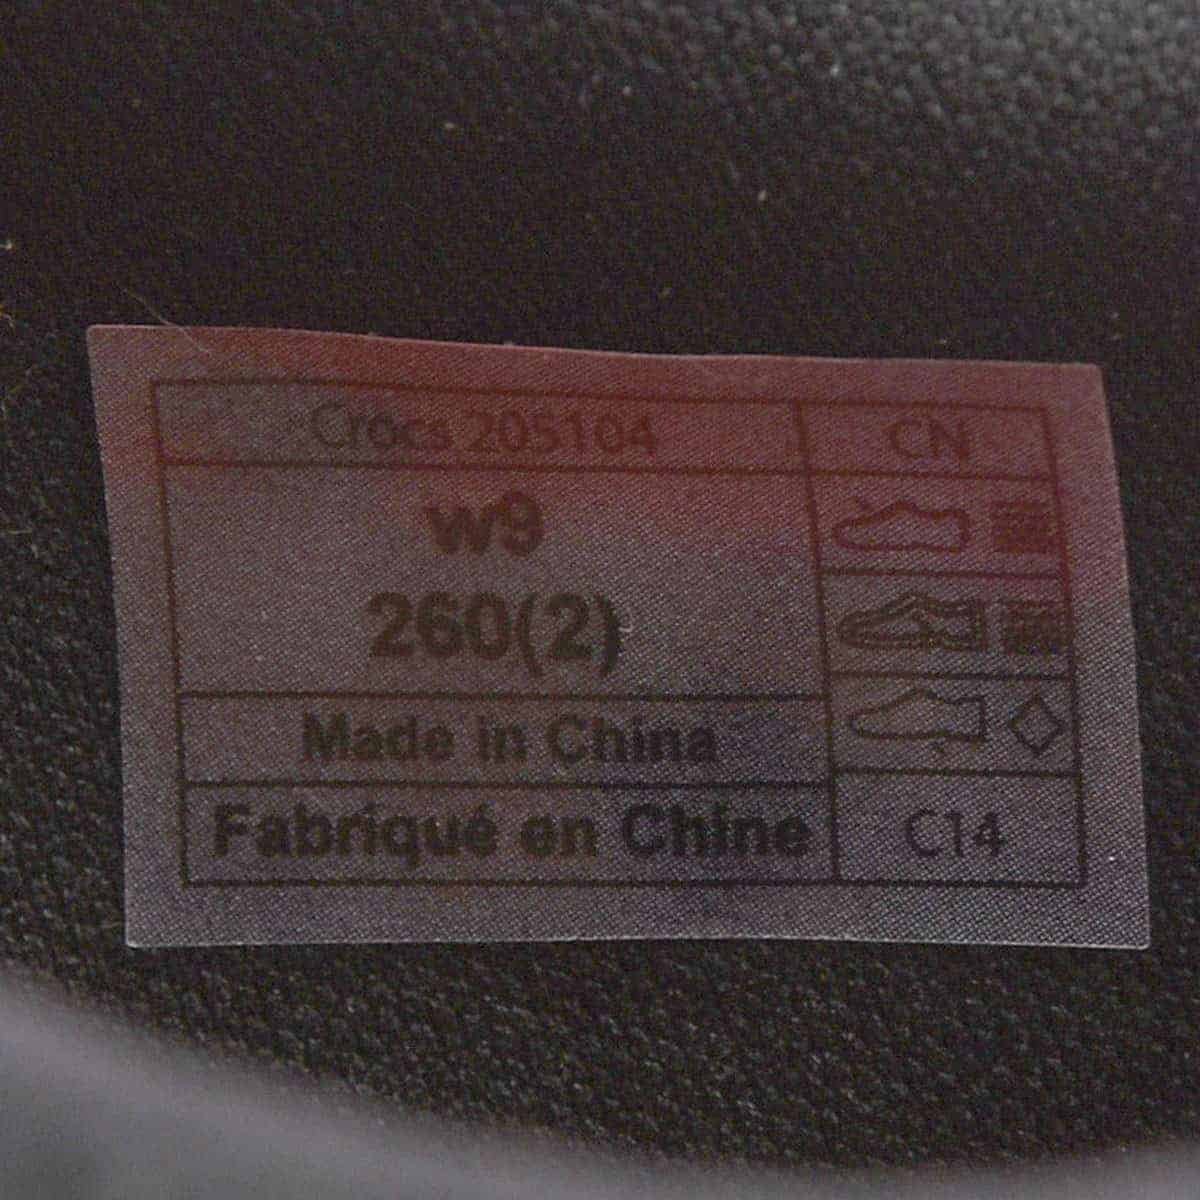 Crocs 205104
CN
w9
260(2)
Made in China
Fabriqué en Chine
C14